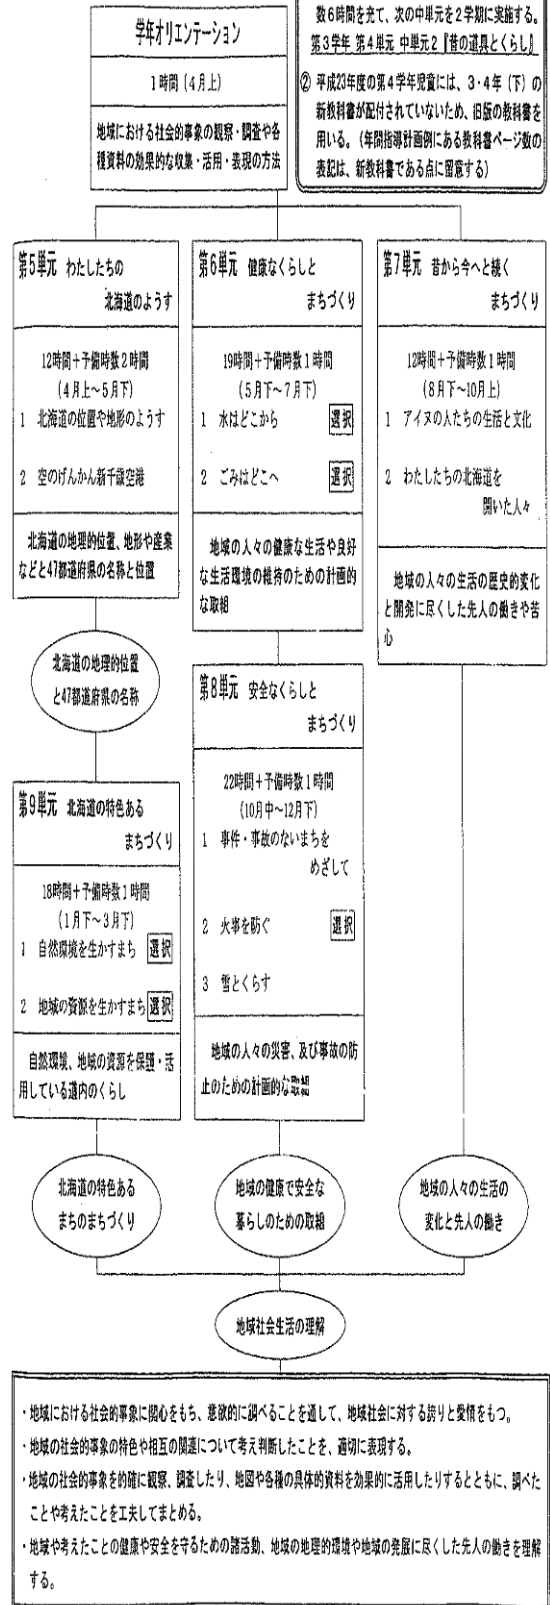 数6時間を充て、次の中単元を2学期に実施する。
第3学年 第4単元 中単元2『昔の道具とくらし』
② 平成23年度の第4学年児童には、3・4年(下)の
新教科書が配付されていないため、旧版の教科書を
用いる。(年間指導計画例にある教科書ページ数の
表記は、新教科書である点に留意する)
学年オリエンテーション
1時間(4月上)
地域における社会的事象の観察・調査や各
種資料の効果的な収集・活用・表現の方法
第5単元 わたしたちの
北海道のようす
12時間+予備時数2時間
(4月上~5月下)
1 北海道の位置や地形のようす
2 空のげんかん新千歳空港
北海道の地理的位置、地形や産業
などと47都道府県の名称と位置
北海道の地理的位置
と47都道府県の名称
第6単元 健康なくらしと
まちづくり
19時間+予備時数1時間
(5月下~7月下)
1 水はどこから 選択
2 ごみはどこへ 選択
地域の人々の健康な生活や良好
な生活環境の維持のための計画的
な取組
第7単元 昔から今へと続く
まちづくり
12時間+予備時数1時間
(8月下~10月上)
1 アイヌの人たちの生活と文化
2 わたしたちの北海道を
開いた人々
地域の人々の生活の歴史的変化
と開発に尽くした先人の働きや苦
心
第8単元 安全なくらしと
まちづくり
22時間+予備時数1時間
(10月中~12月下)
1 事件・事故のないまちを
めざして
2 火事を防ぐ 選択
3 雪とくらす
地域の人々の災害、及び事故の防
止のための計画的な取組
第9単元 北海道の特色ある
まちづくり
18時間+予備時数1時間
(1月下~3月下)
1 自然環境を生かすまち 選択
2 地域の資源を生かすまち 選択
自然環境、地域の資源を保護・活
用している道内のくらし
北海道の特色ある
まちのまちづくり
地域の健康で安全な
暮らしのための取組
地域の人々の生活の
変化と先人の働き
地域社会生活の理解
・地域における社会的事象に関心をもち、意欲的に調べることを通して、地域社会に対する誇りと愛情をもつ。
・地域の社会的事象の特色や相互の関連について考え判断したことを、適切に表現する。
・地域の社会的事象を的確に観察、調査したり、地図や各種の具体的資料を効果的に活用したりするとともに、調べた
ことや考えたことを工夫してまとめる。
・地域や考えたことの健康や安全を守るための諸活動、地域の地理的環境や地域の発展に尽くした先人の働きを理解
する。